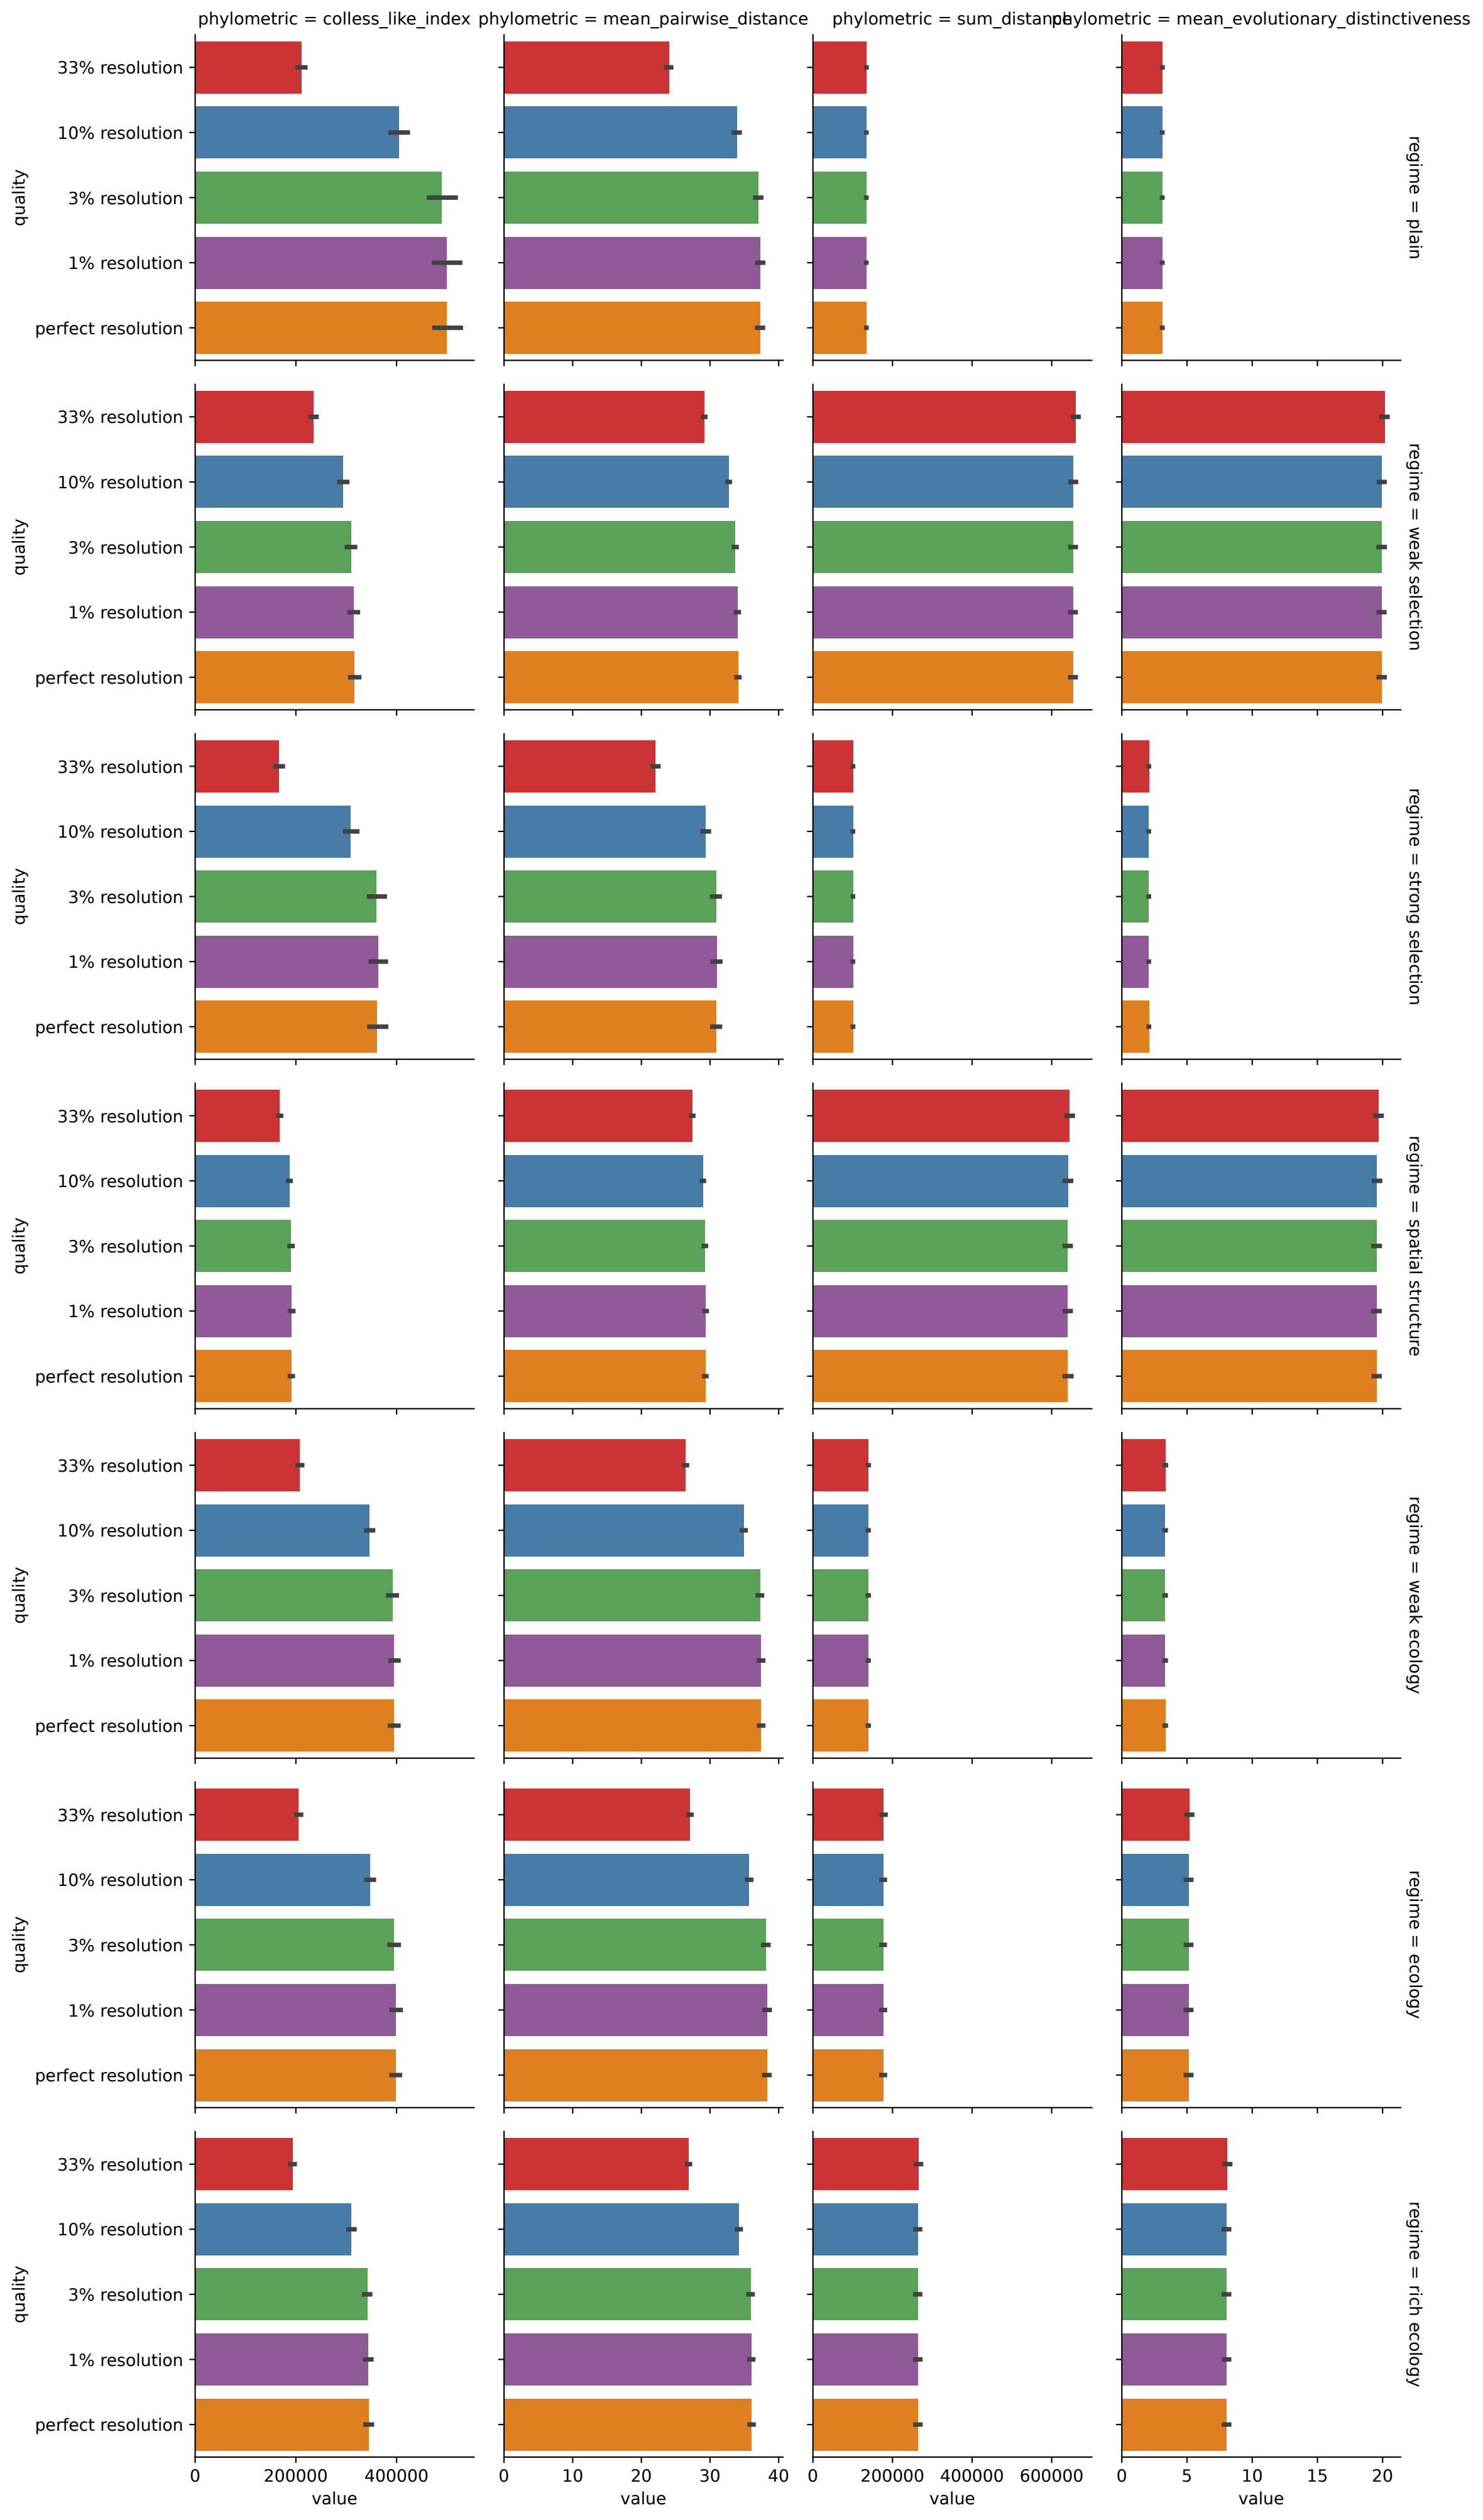 phylometric = colless_like_index
phylometric = mean_pairwise_distance
phylometric = sum_distance
phylometric = mean_evolutionary_distinctiveness
33% resolution
10% resolution
3% resolution
1% resolution
perfect resolution
quality
regime = plain
33% resolution
10% resolution
3% resolution
1% resolution
perfect resolution
quality
regime = weak selection
33% resolution
10% resolution
3% resolution
1% resolution
perfect resolution
quality
regime = strong selection
33% resolution
10% resolution
3% resolution
1% resolution
perfect resolution
quality
regime = spatial structure
33% resolution
10% resolution
3% resolution
1% resolution
perfect resolution
quality
regime = weak ecology
33% resolution
10% resolution
3% resolution
1% resolution
perfect resolution
quality
regime = ecology
33% resolution
10% resolution
3% resolution
1% resolution
perfect resolution
quality
regime = rich ecology
0 200000 400000
0 10 20 30 40
0 200000 400000 600000
0 5 10 15 20
value
value
value
value